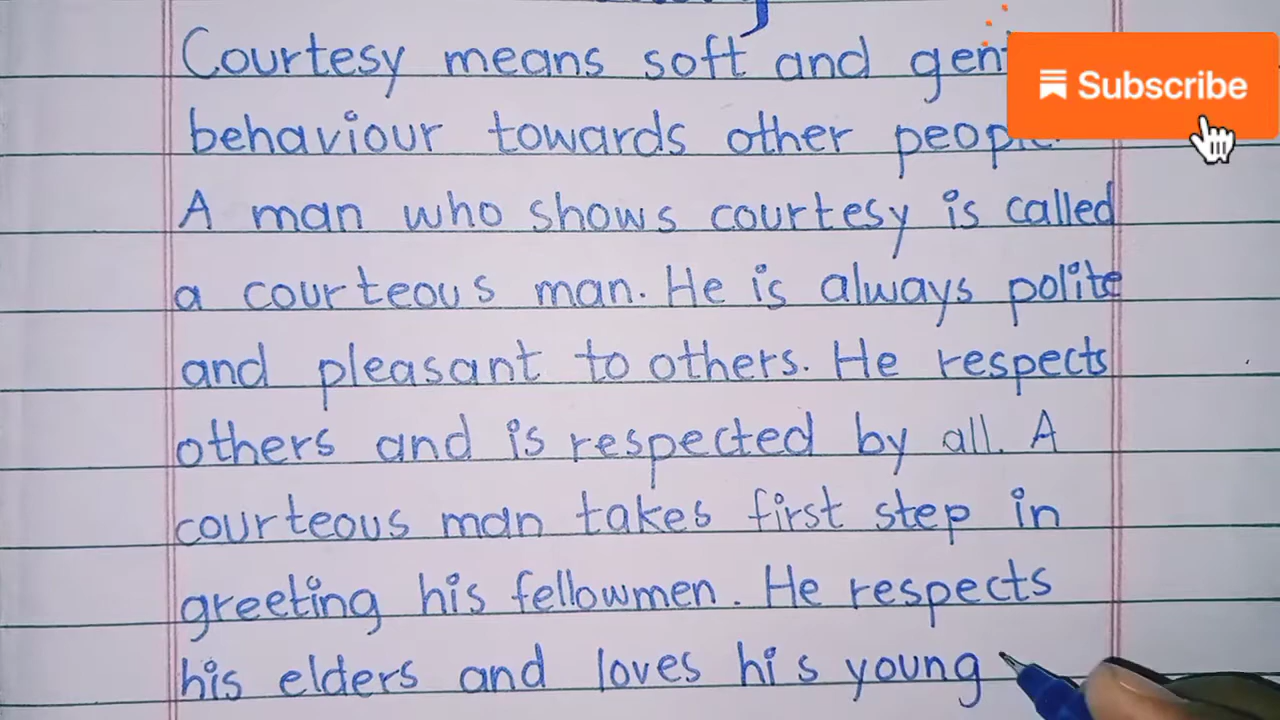 Courtesy means soft and gent
Subscribe
behaviour towards other people.
A man who shows courtesy is called
a courteous man. He is always polite
and pleasant to others. He respects
others and is respected by all. A
courteous man takes first step in
greeting his fellowmen. He respects
his elders and loves his young